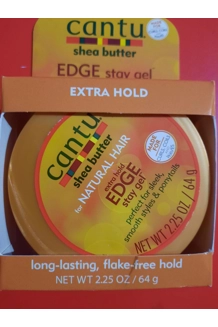 cantu
shea butter
EDGE stay gel
EXTRA HOLD
cantu
shea butter
for NATURAL HAIR
extra hold
EDGE
stay gel
perfect for sleek,
smooth styles & ponytails
NET WT 2.25 OZ / 64 g
long-lasting, flake-free hold
NET WT 2.25 OZ / 64 g